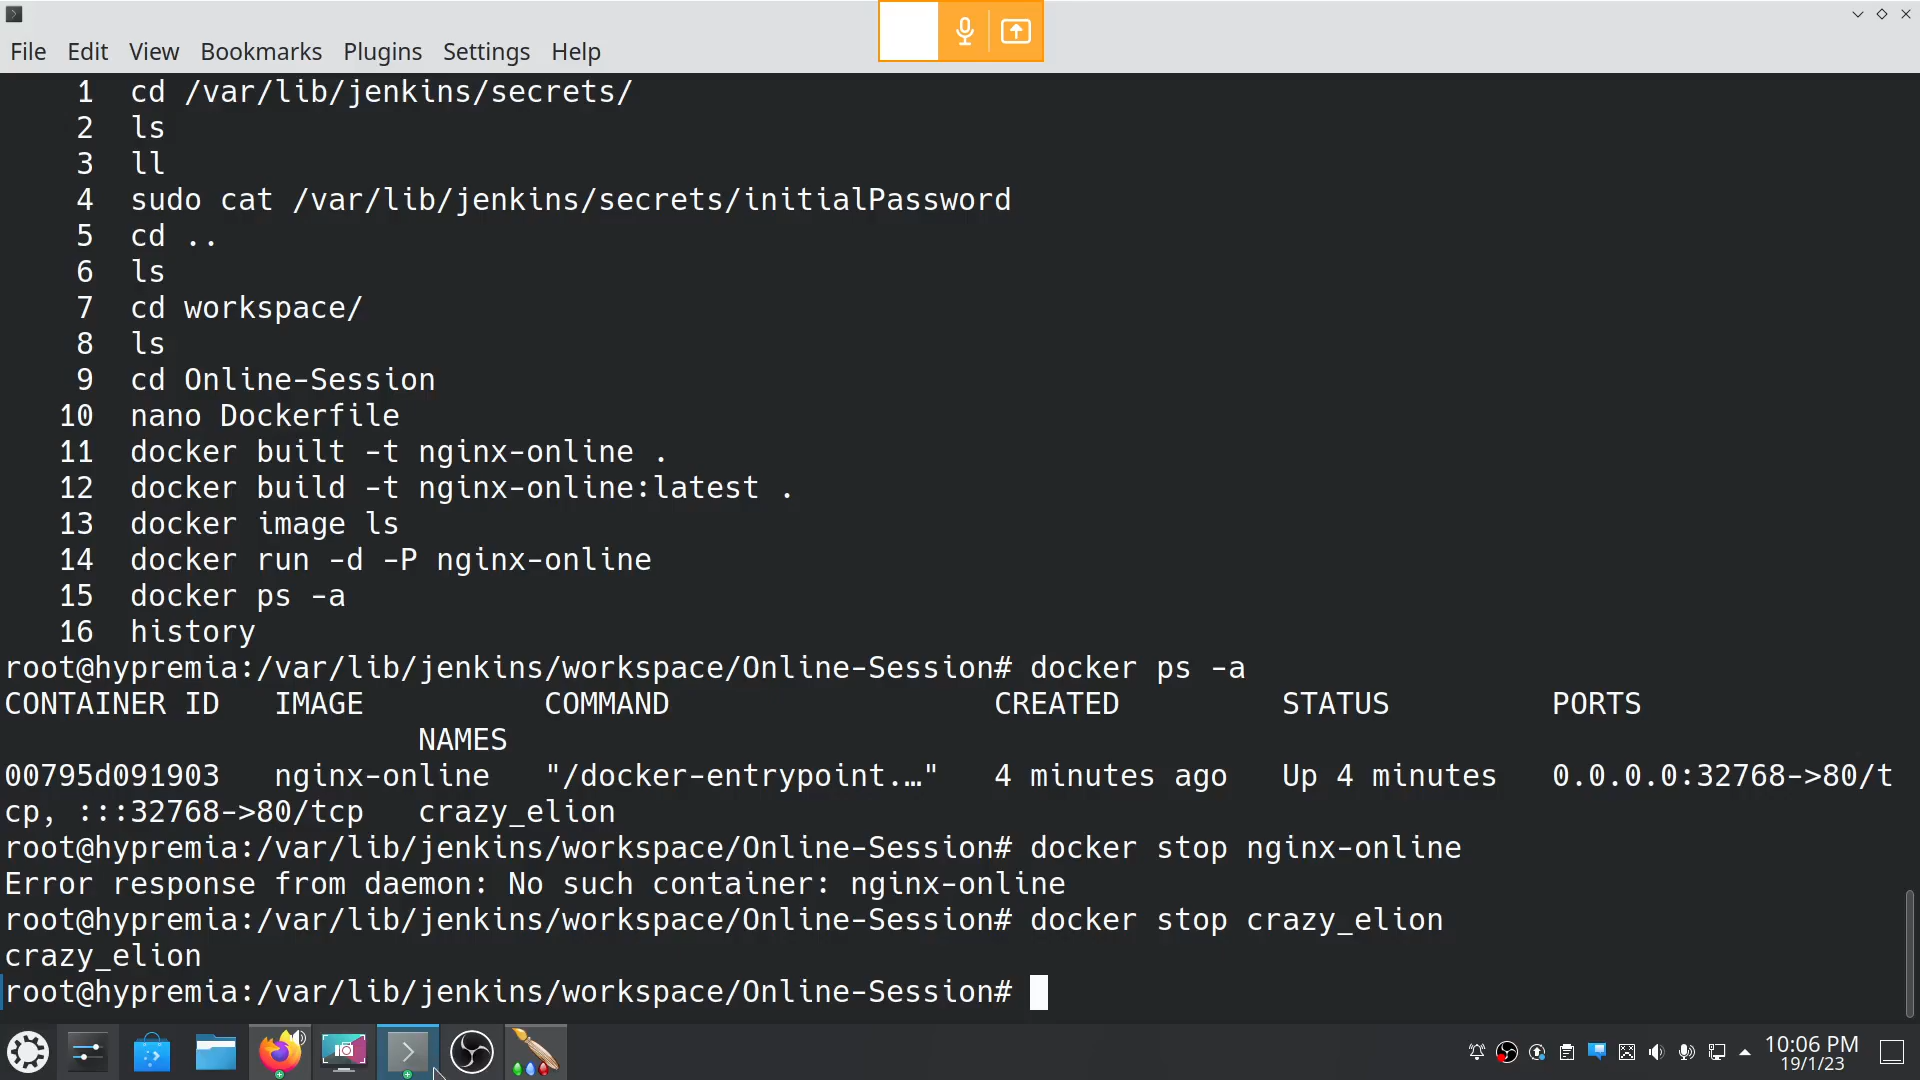 File Edit View Bookmarks Plugins Settings Help
1 cd /var/lib/jenkins/secrets/
2 ls
3 ll
4 sudo cat /var/lib/jenkins/secrets/initialPassword
5 cd ..
6 ls
7 cd workspace/
8 ls
9 cd Online-Session
10 nano Dockerfile
11 docker built -t nginx-online .
12 docker build -t nginx-online:latest .
13 docker image ls
14 docker run -d -P nginx-online
15 docker ps -a
16 history
root@hypremia:/var/lib/jenkins/workspace/Online-Session# docker ps -a
CONTAINER ID IMAGE COMMAND CREATED STATUS PORTS
NAMES
00795d091903 nginx-online "/docker-entrypoint.…" 4 minutes ago Up 4 minutes 0.0.0.0:32768->80/t
cp, :::32768->80/tcp crazy_elion
root@hypremia:/var/lib/jenkins/workspace/Online-Session# docker stop nginx-online
Error response from daemon: No such container: nginx-online
root@hypremia:/var/lib/jenkins/workspace/Online-Session# docker stop crazy_elion
crazy_elion
root@hypremia:/var/lib/jenkins/workspace/Online-Session#
10:06 PM
19/1/23